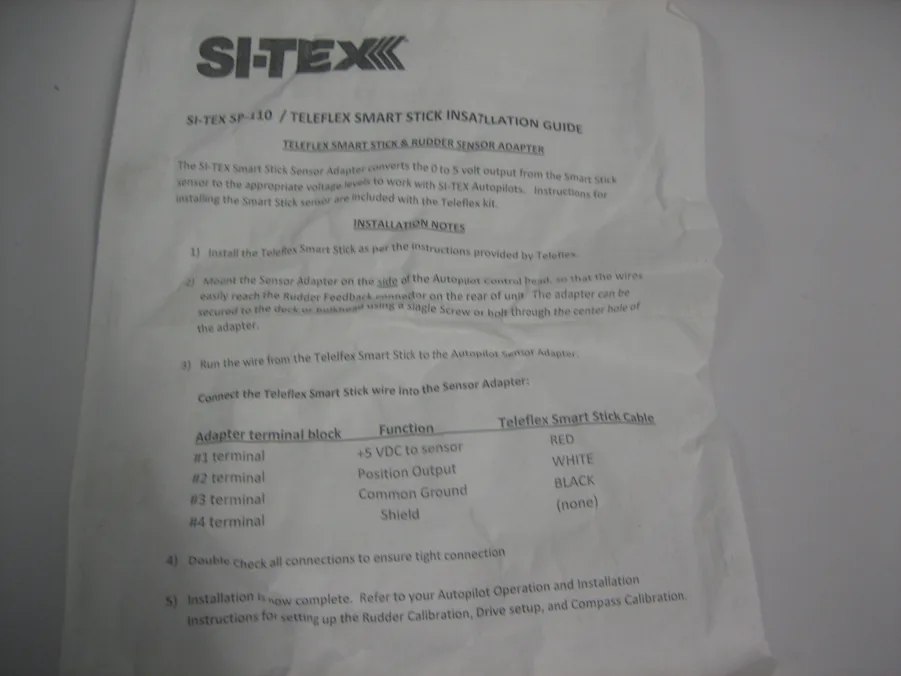 SI-TEX
SI-TEX SP-110 / TELEFLEX SMART STICK INSATLLATION GUIDE
TELEFLEX SMART STICK & RUDDER SENSOR ADAPTER
The SI-TEX Smart Stick Sensor Adapter converts the 0 to 5 volt output from the Smart Stick
sensor to the appropriate voltage levels to work with SI-TEX Autopilots. Instructions for
installing the Smart Stick sensor are included with the Teleflex kit.
INSTALLATION NOTES
1) Install the Teleflex Smart Stick as per the instructions provided by Teleflex.
2) Mount the Sensor Adapter on the side of the Autopilot control head, so that the wires
easily reach the Rudder Feedback connector on the rear of unit. The adapter can be
secured to the deck or bulkhead using a single Screw or bolt through the center hole of
the adapter.
3) Run the wire from the Telelfex Smart Stick to the Autopilot Sensor Adapter.
Connect the Teleflex Smart Stick wire into the Sensor Adapter:
Adapter terminal block Function Teleflex Smart Stick Cable
#1 terminal +5 VDC to sensor RED
#2 terminal Position Output WHITE
#3 terminal Common Ground BLACK
#4 terminal Shield (none)
4) Double Check all connections to ensure tight connection
5) Installation is now complete. Refer to your Autopilot Operation and Installation
Instructions for setting up the Rudder Calibration, Drive setup, and Compass Calibration.